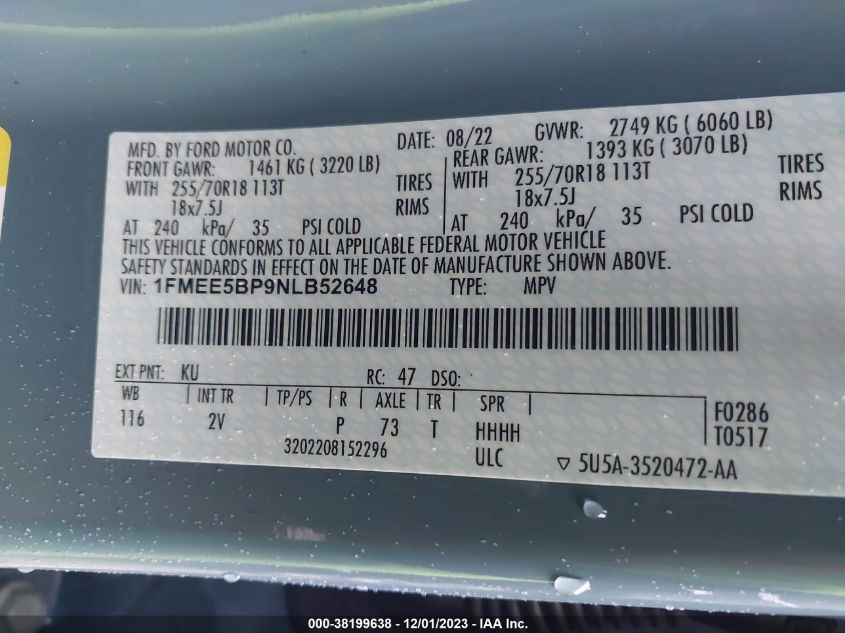 MFD. BY FORD MOTOR CO. DATE: 08/22 GVWR: 2749 KG ( 6060 LB)
FRONT GAWR: 1461 KG ( 3220 LB) REAR GAWR: 1393 KG ( 3070 LB)
WITH 255/70R18 113T TIRES WITH 255/70R18 113T TIRES
18x7.5J RIMS 18x7.5J RIMS
AT 240 kPa/ 35 PSI COLD AT 240 kPa/ 35 PSI COLD
THIS VEHICLE CONFORMS TO ALL APPLICABLE FEDERAL MOTOR VEHICLE
SAFETY STANDARDS IN EFFECT ON THE DATE OF MANUFACTURE SHOWN ABOVE.
VIN: 1FMEE5BP9NLB52648 TYPE: MPV
EXT PNT: KU RC: 47 DSO:
WB INT TR TP/PS R AXLE TR SPR F0286
116 2V P 73 T HHHH T0517
3202208152296 ULC ▽ 5U5A-3520472-AA
000-38199638 - 12/01/2023 - IAA Inc.